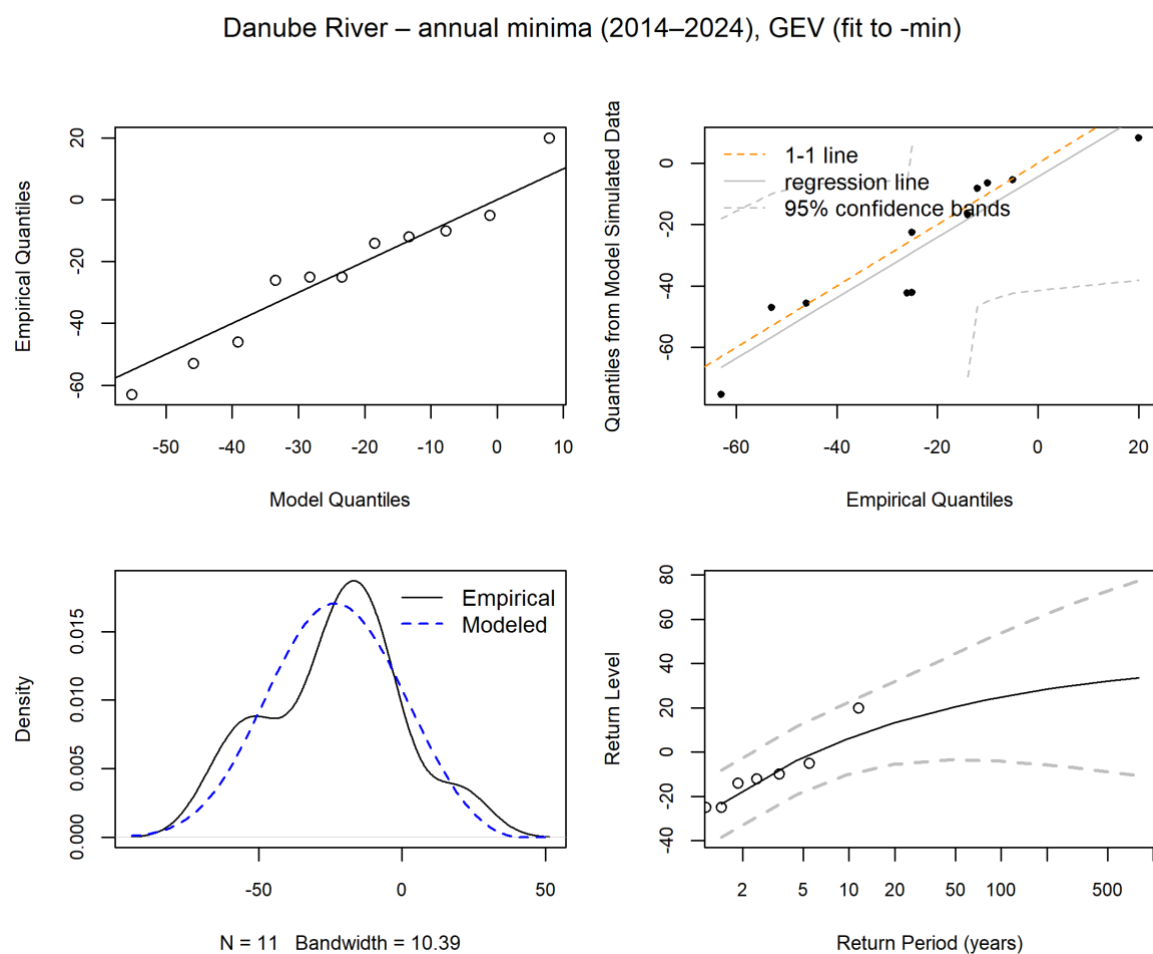 Danube River – annual minima (2014–2024), GEV (fit to -min)
Empirical Quantiles
20
0
-20
-40
-60
-50 -40 -30 -20 -10 0 10
Model Quantiles
Quantiles from Model Simulated Data
0
-20
-40
-60
1-1 line
regression line
95% confidence bands
-60 -40 -20 0 20
Empirical Quantiles
Density
0.015
0.010
0.005
0.000
Empirical
Modeled
-50 0 50
N = 11 Bandwidth = 10.39
Return Level
80
60
40
20
0
-20
-40
2 5 10 20 50 100 500
Return Period (years)